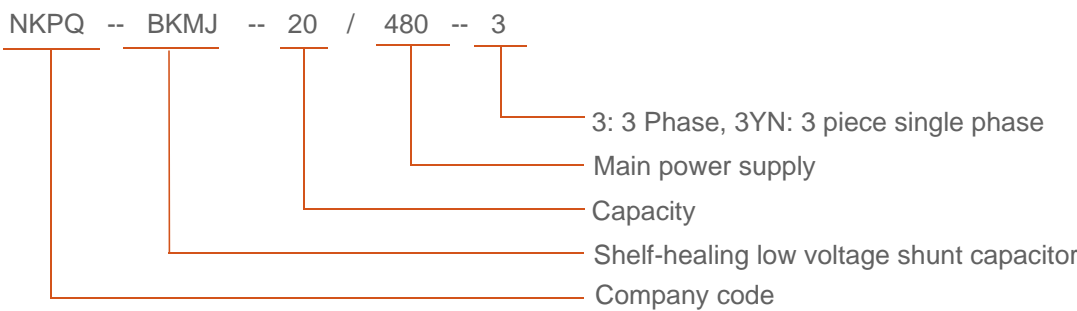 NKPQ -- BKMJ -- 20 / 480 -- 3
3: 3 Phase, 3YN: 3 piece single phase
Main power supply
Capacity
Shelf-healing low voltage shunt capacitor
Company code